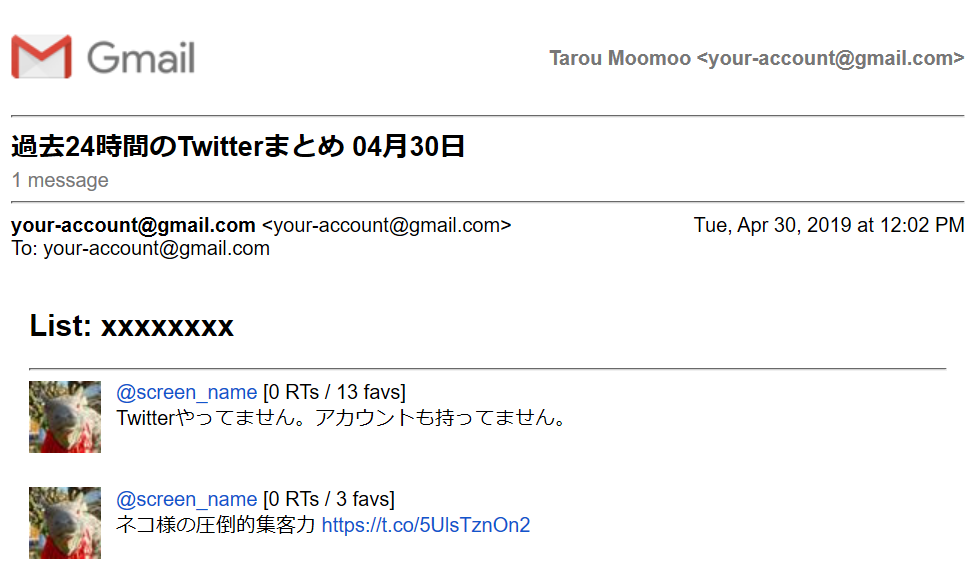 Gmail
Tarou Moomoo <your-account@gmail.com>
過去24時間のTwitterまとめ 04月30日
1 message
your-account@gmail.com <your-account@gmail.com>
Tue, Apr 30, 2019 at 12:02 PM
To: your-account@gmail.com
List: xxxxxxxx
@screen_name [0 RTs / 13 favs]
Twitterやってません。アカウントも持ってません。
@screen_name [0 RTs / 3 favs]
ネコ様の圧倒的集客力 https://t.co/5UlsTznOn2